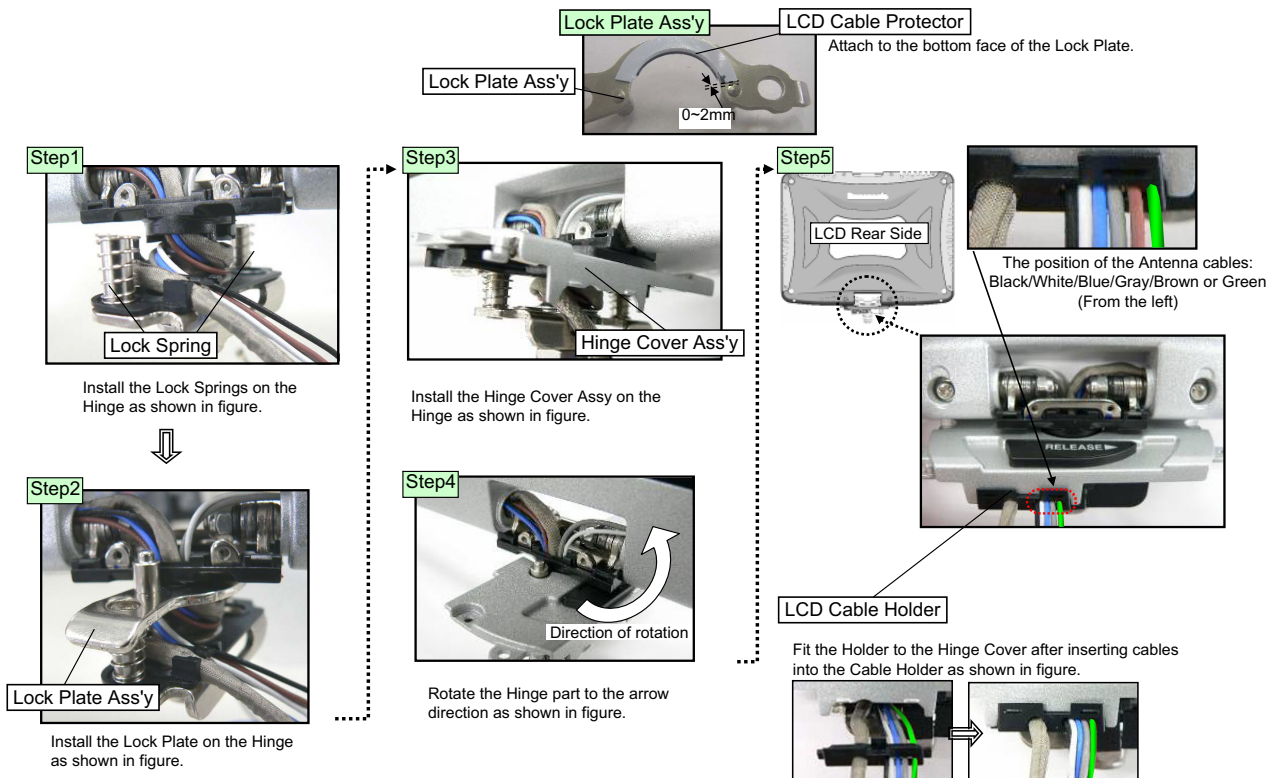 Lock Plate Ass'y
LCD Cable Protector
Attach to the bottom face of the Lock Plate.
Lock Plate Ass'y
0~2mm
Step1
Lock Spring
Install the Lock Springs on the
Hinge as shown in figure.
Step2
Lock Plate Ass'y
Install the Lock Plate on the Hinge
as shown in figure.
Step3
Hinge Cover Ass'y
Install the Hinge Cover Assy on the
Hinge as shown in figure.
Step4
Direction of rotation
Rotate the Hinge part to the arrow
direction as shown in figure.
Step5
Panasonic
LCD Rear Side
The position of the Antenna cables:
Black/White/Blue/Gray/Brown or Green
(From the left)
RELEASE
LCD Cable Holder
Fit the Holder to the Hinge Cover after inserting cables
into the Cable Holder as shown in figure.